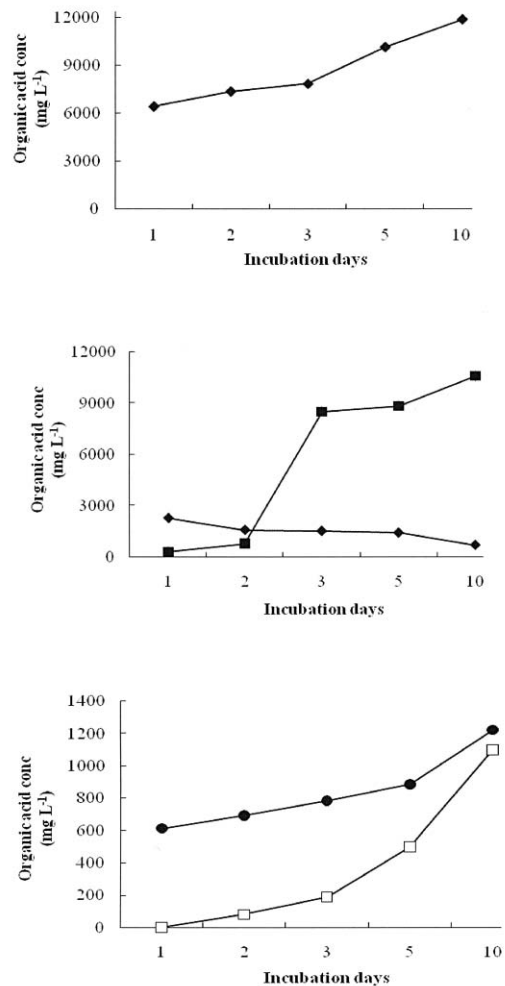 12000
9000
6000
3000
0
Organic acid conc
(mg L-1)
1 2 3 5 10
Incubation days
12000
9000
6000
3000
0
Organic acid conc
(mg L-1)
1 2 3 5 10
Incubation days
1400
1200
1000
800
600
400
200
0
Organic acid conc
(mg L-1)
1 2 3 5 10
Incubation days